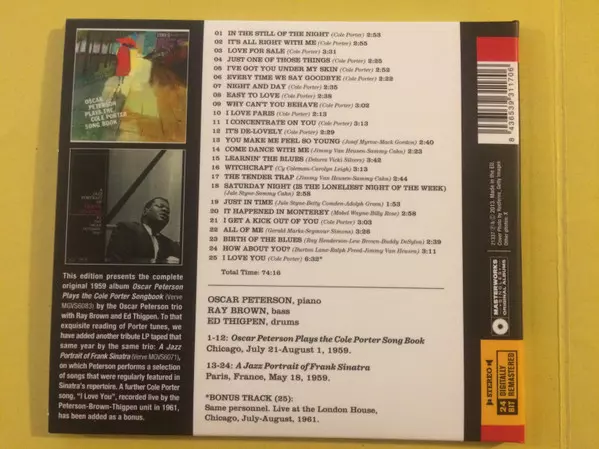 OSCAR
PETERSON
PLAYS THE
COLE PORTER
SONG BOOK
This edition presents the complete
original 1959 album Oscar Peterson
Plays the Cole Porter Songbook (Verve
MGVS6083) by the Oscar Peterson trio
with Ray Brown and Ed Thigpen. To that
exquisite reading of Porter tunes, we
have added another tribute LP taped that
same year by the same trio: A Jazz
Portrait of Frank Sinatra (Verve MGVS6071),
on which Peterson performs a selection
of songs that were regularly featured in
Sinatra's repertoire. A further Cole Porter
song, "I Love You", recorded live by the
Peterson-Brown-Thigpen unit in 1961,
has been added as a bonus.
01 IN THE STILL OF THE NIGHT (Cole Porter) 2:53
02 IT'S ALL RIGHT WITH ME (Cole Porter) 2:55
03 LOVE FOR SALE (Cole Porter) 3:31
04 JUST ONE OF THOSE THINGS (Cole Porter) 2:25
05 I'VE GOT YOU UNDER MY SKIN (Cole Porter) 2:53
06 EVERY TIME WE SAY GOODBYE (Cole Porter) 2:22
07 NIGHT AND DAY (Cole Porter) 2:35
08 EASY TO LOVE (Cole Porter) 2:38
09 WHY CAN'T YOU BEHAVE (Cole Porter) 3:02
10 I LOVE PARIS (Cole Porter) 2:13
11 I CONCENTRATE ON YOU (Cole Porter) 3:13
12 IT'S DE-LOVELY (Cole Porter) 2:29
13 YOU MAKE ME FEEL SO YOUNG (Josef Myrow-Mack Gordon) 2:40
14 COME DANCE WITH ME (Jimmy Van Heusen-Sammy Cahn) 2:23
15 LEARNIN' THE BLUES (Delores Vicki Silvers) 3:42
16 WITCHCRAFT (Cy Coleman-Carolyn Leigh) 3:13
17 THE TENDER TRAP (Jimmy Van Heusen-Sammy Cahn) 2:44
18 SATURDAY NIGHT (IS THE LONELIEST NIGHT OF THE WEEK)
(Jule Styne-Sammy Cahn) 2:58
19 JUST IN TIME (Jule Styne-Betty Comden-Adolph Green) 1:53
20 IT HAPPENED IN MONTEREY (Mabel Wayne-Billy Rose) 2:58
21 I GET A KICK OUT OF YOU (Cole Porter) 3:03
22 ALL OF ME (Gerald Marks-Seymour Simons) 3:26
23 BIRTH OF THE BLUES (Ray Henderson-Lew Brown-Buddy DeSylva) 2:39
24 HOW ABOUT YOU? (Burton Lane-Ralph Freed-Jimmy Van Heusen) 3:11
25 I LOVE YOU (Cole Porter) 6:32*
Total Time: 74:16
OSCAR PETERSON, piano
RAY BROWN, bass
ED THIGPEN, drums
1-12: Oscar Peterson Plays the Cole Porter Song Book
Chicago, July 21-August 1, 1959.
13-24: A Jazz Portrait of Frank Sinatra
Paris, France, May 18, 1959.
*BONUS TRACK (25):
Same personnel. Live at the London House,
Chicago, July-August, 1961.
8 436539 311706
MASTERWORKS
ORIGINAL ALBUMS
STEREO
24 DIGITALLY
BIT REMASTERED